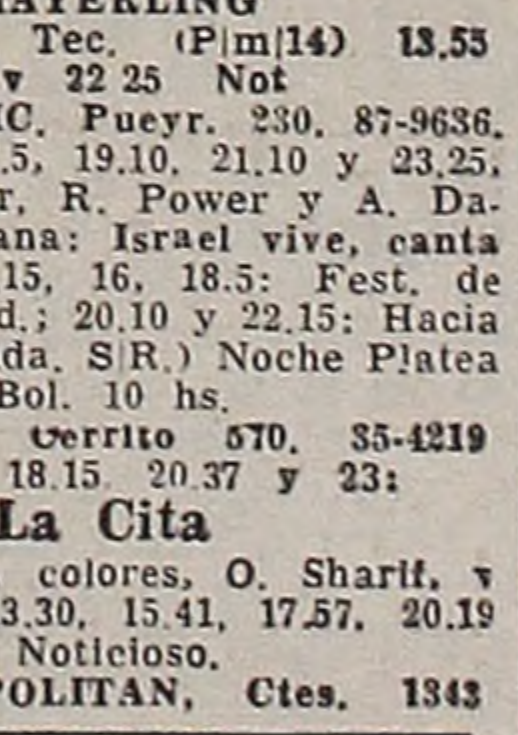 MAYERLING
Tec. (P|m|14) 13.55
v 22 25 Not
IC. Pueyr. 230. 87-9636.
.5, 19.10. 21.10 y 23.25.
r, R. Power y A. Da-
ana: Israel vive, canta
15, 16. 18.5: Fest. de
d.; 20.10 y 22.15: Hacia
da. S|R.) Noche Platea
Bol. 10 hs.
Cerrito 570. 35-4219
18.15. 20.37 y 23:
La Cita
colores, O. Sharif. v
3.30. 15.41, 17.57. 20.19
Noticioso.
POLITAN, Ctes. 1343